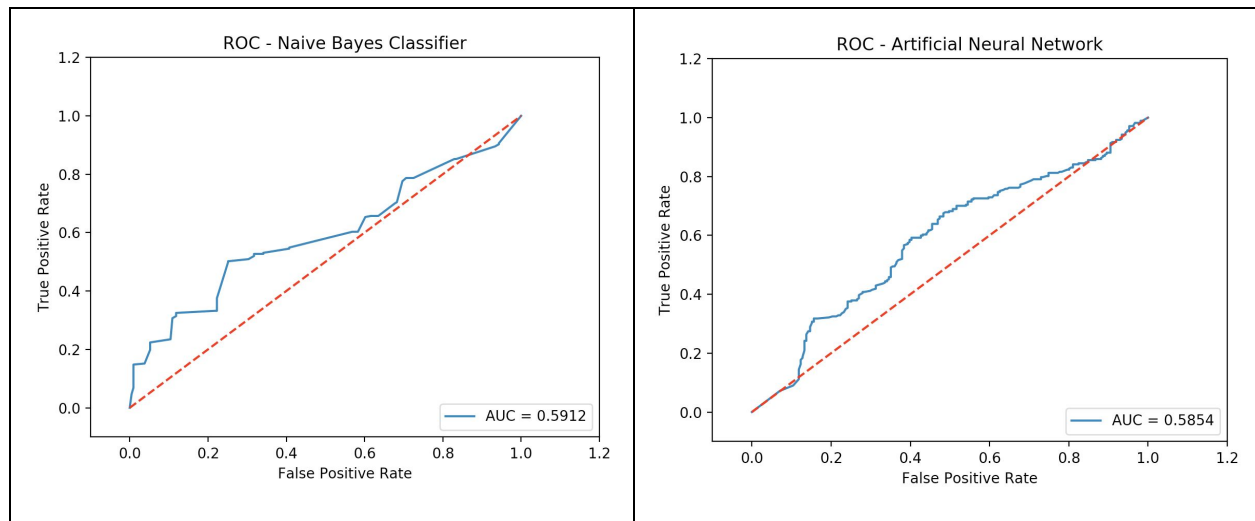 ROC - Naive Bayes Classifier
1.2
1.0
0.8
0.6
0.4
0.2
0.0
True Positive Rate
AUC = 0.5912
0.0 0.2 0.4 0.6 0.8 1.0 1.2
False Positive Rate
ROC - Artificial Neural Network
1.2
1.0
0.8
0.6
0.4
0.2
0.0
True Positive Rate
AUC = 0.5854
0.0 0.2 0.4 0.6 0.8 1.0 1.2
False Positive Rate